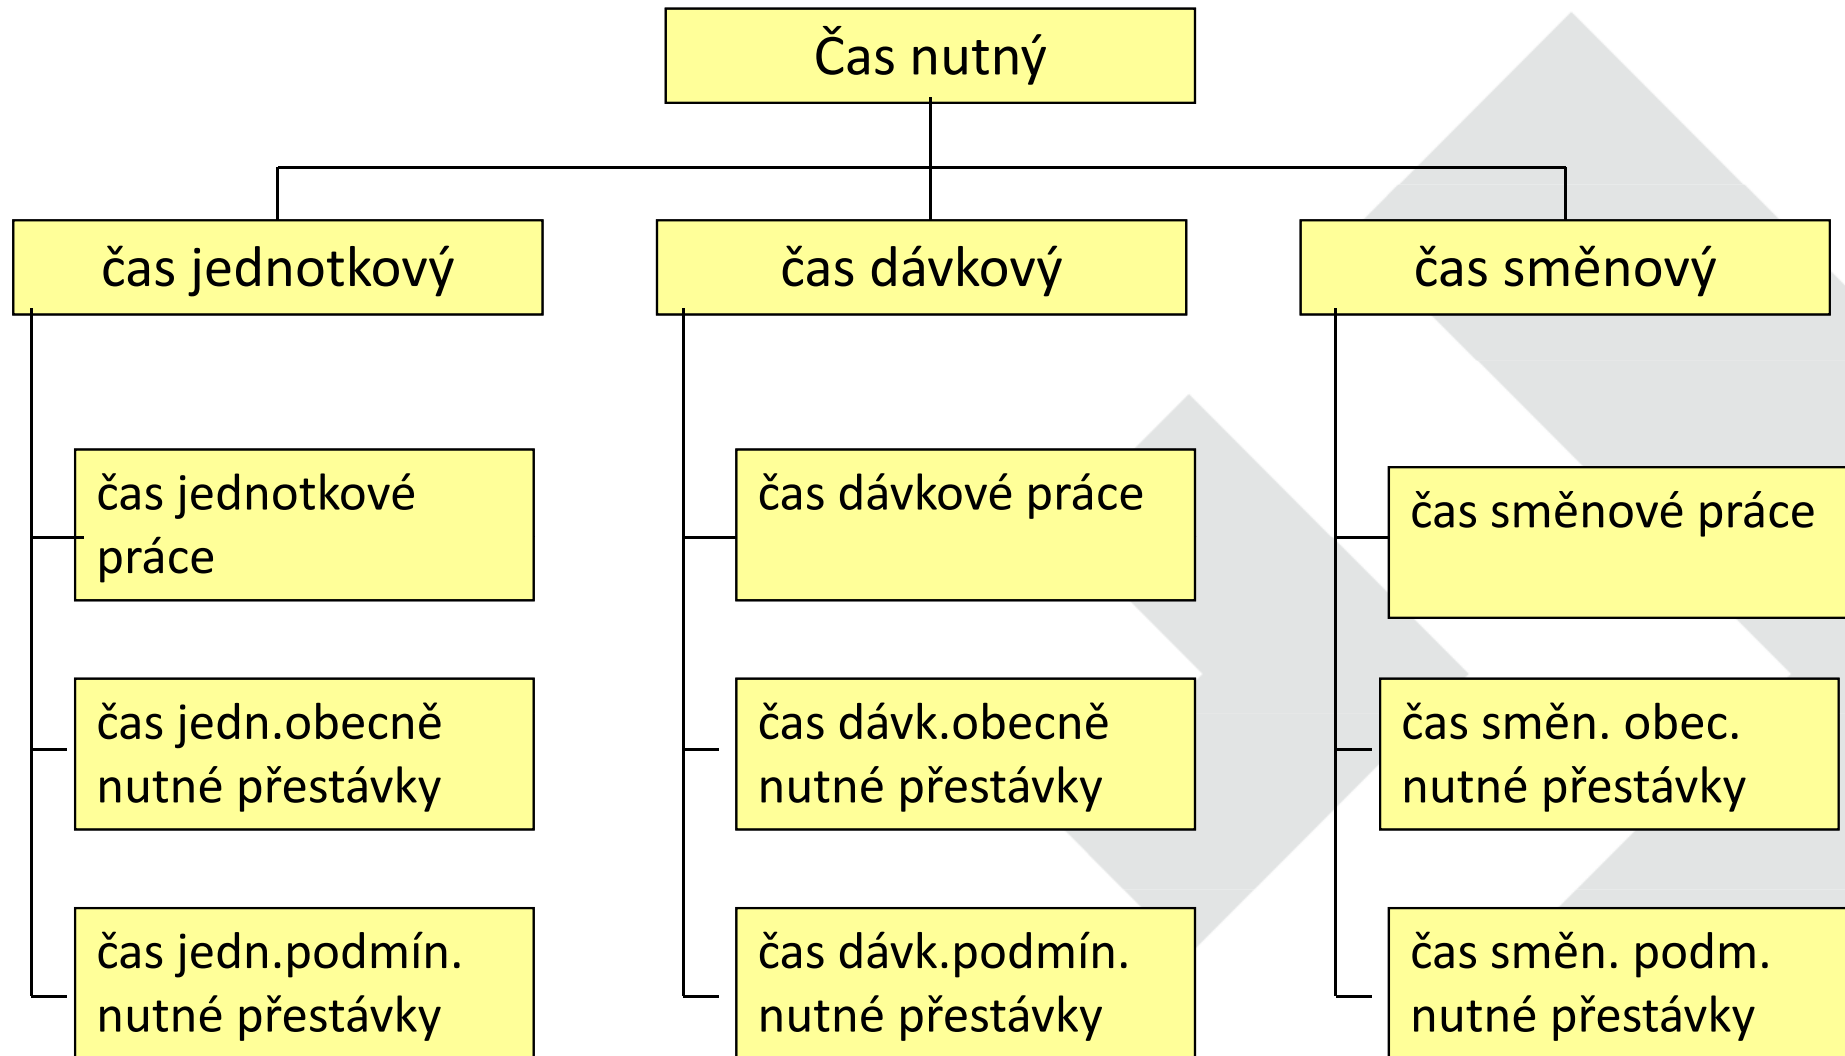 Čas nutný
čas jednotkový
čas dávkový
čas směnový
čas jednotkové
práce
čas dávkové práce
čas směnové práce
čas jedn.obecně
nutné přestávky
čas dávk.obecně
nutné přestávky
čas směn. obec.
nutné přestávky
čas jedn.podmín.
nutné přestávky
čas dávk.podmín.
nutné přestávky
čas směn. podm.
nutné přestávky